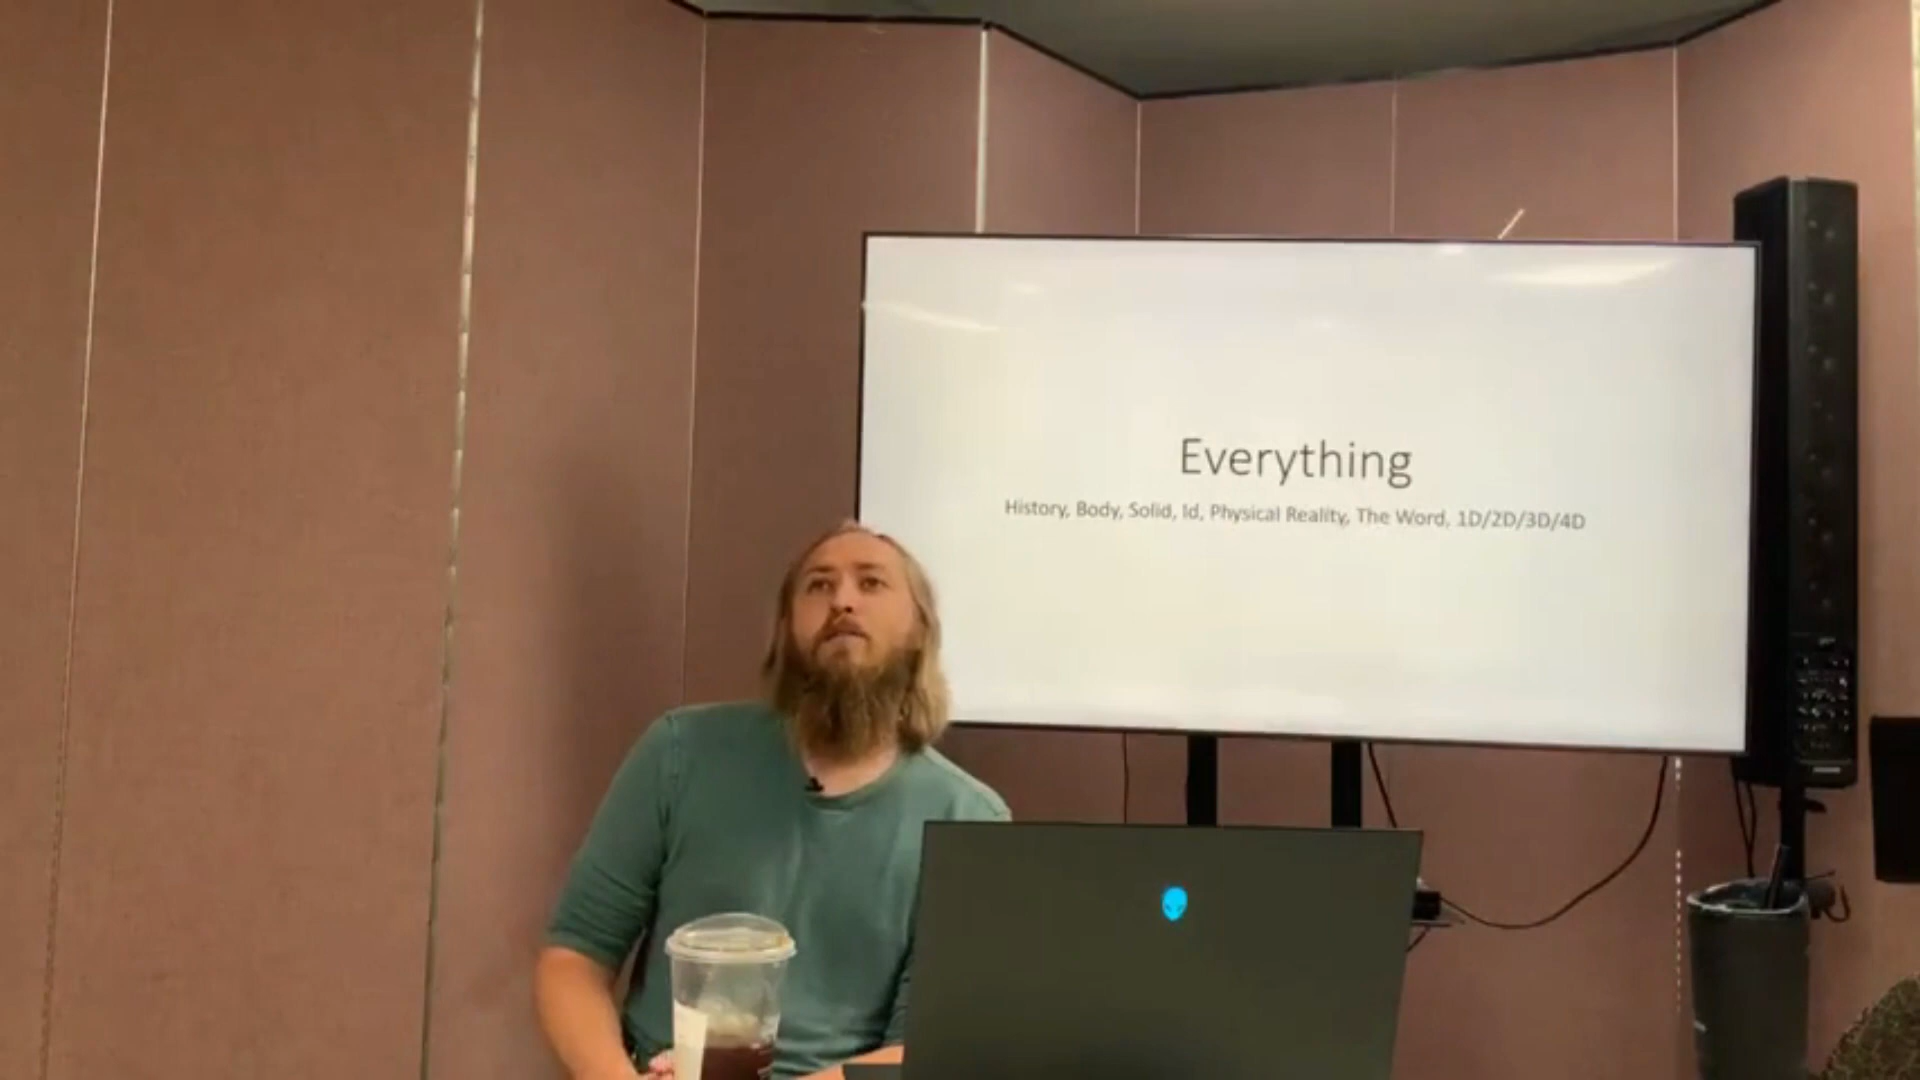 Everything
History, Body, Solid, Id, Physical Reality, The Word, 1D/2D/3D/4D